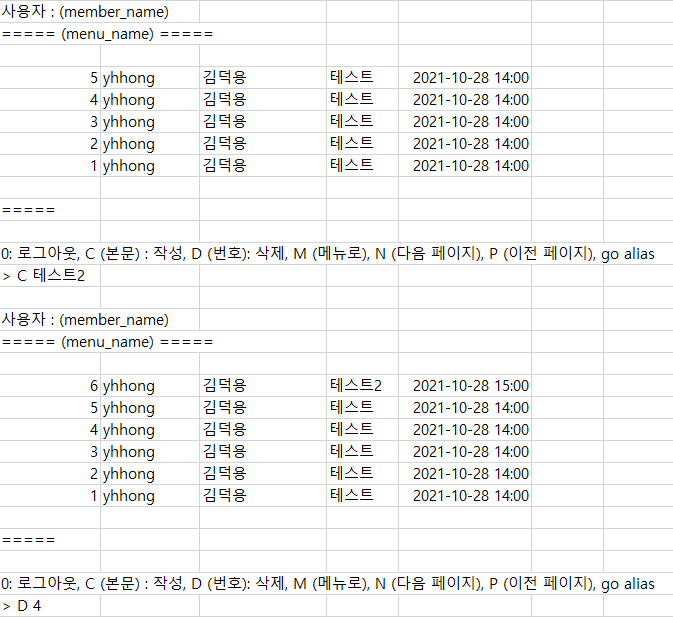 사용자 : (member_name)
===== (menu_name) =====
5 yhhong 김덕용 테스트 2021-10-28 14:00
4 yhhong 김덕용 테스트 2021-10-28 14:00
3 yhhong 김덕용 테스트 2021-10-28 14:00
2 yhhong 김덕용 테스트 2021-10-28 14:00
1 yhhong 김덕용 테스트 2021-10-28 14:00
=====
0: 로그아웃, C (본문) : 작성, D (번호): 삭제, M (메뉴로), N (다음 페이지), P (이전 페이지), go alias
> C 테스트2
사용자 : (member_name)
===== (menu_name) =====
6 yhhong 김덕용 테스트2 2021-10-28 15:00
5 yhhong 김덕용 테스트 2021-10-28 14:00
4 yhhong 김덕용 테스트 2021-10-28 14:00
3 yhhong 김덕용 테스트 2021-10-28 14:00
2 yhhong 김덕용 테스트 2021-10-28 14:00
1 yhhong 김덕용 테스트 2021-10-28 14:00
=====
0: 로그아웃, C (본문) : 작성, D (번호): 삭제, M (메뉴로), N (다음 페이지), P (이전 페이지), go alias
> D 4